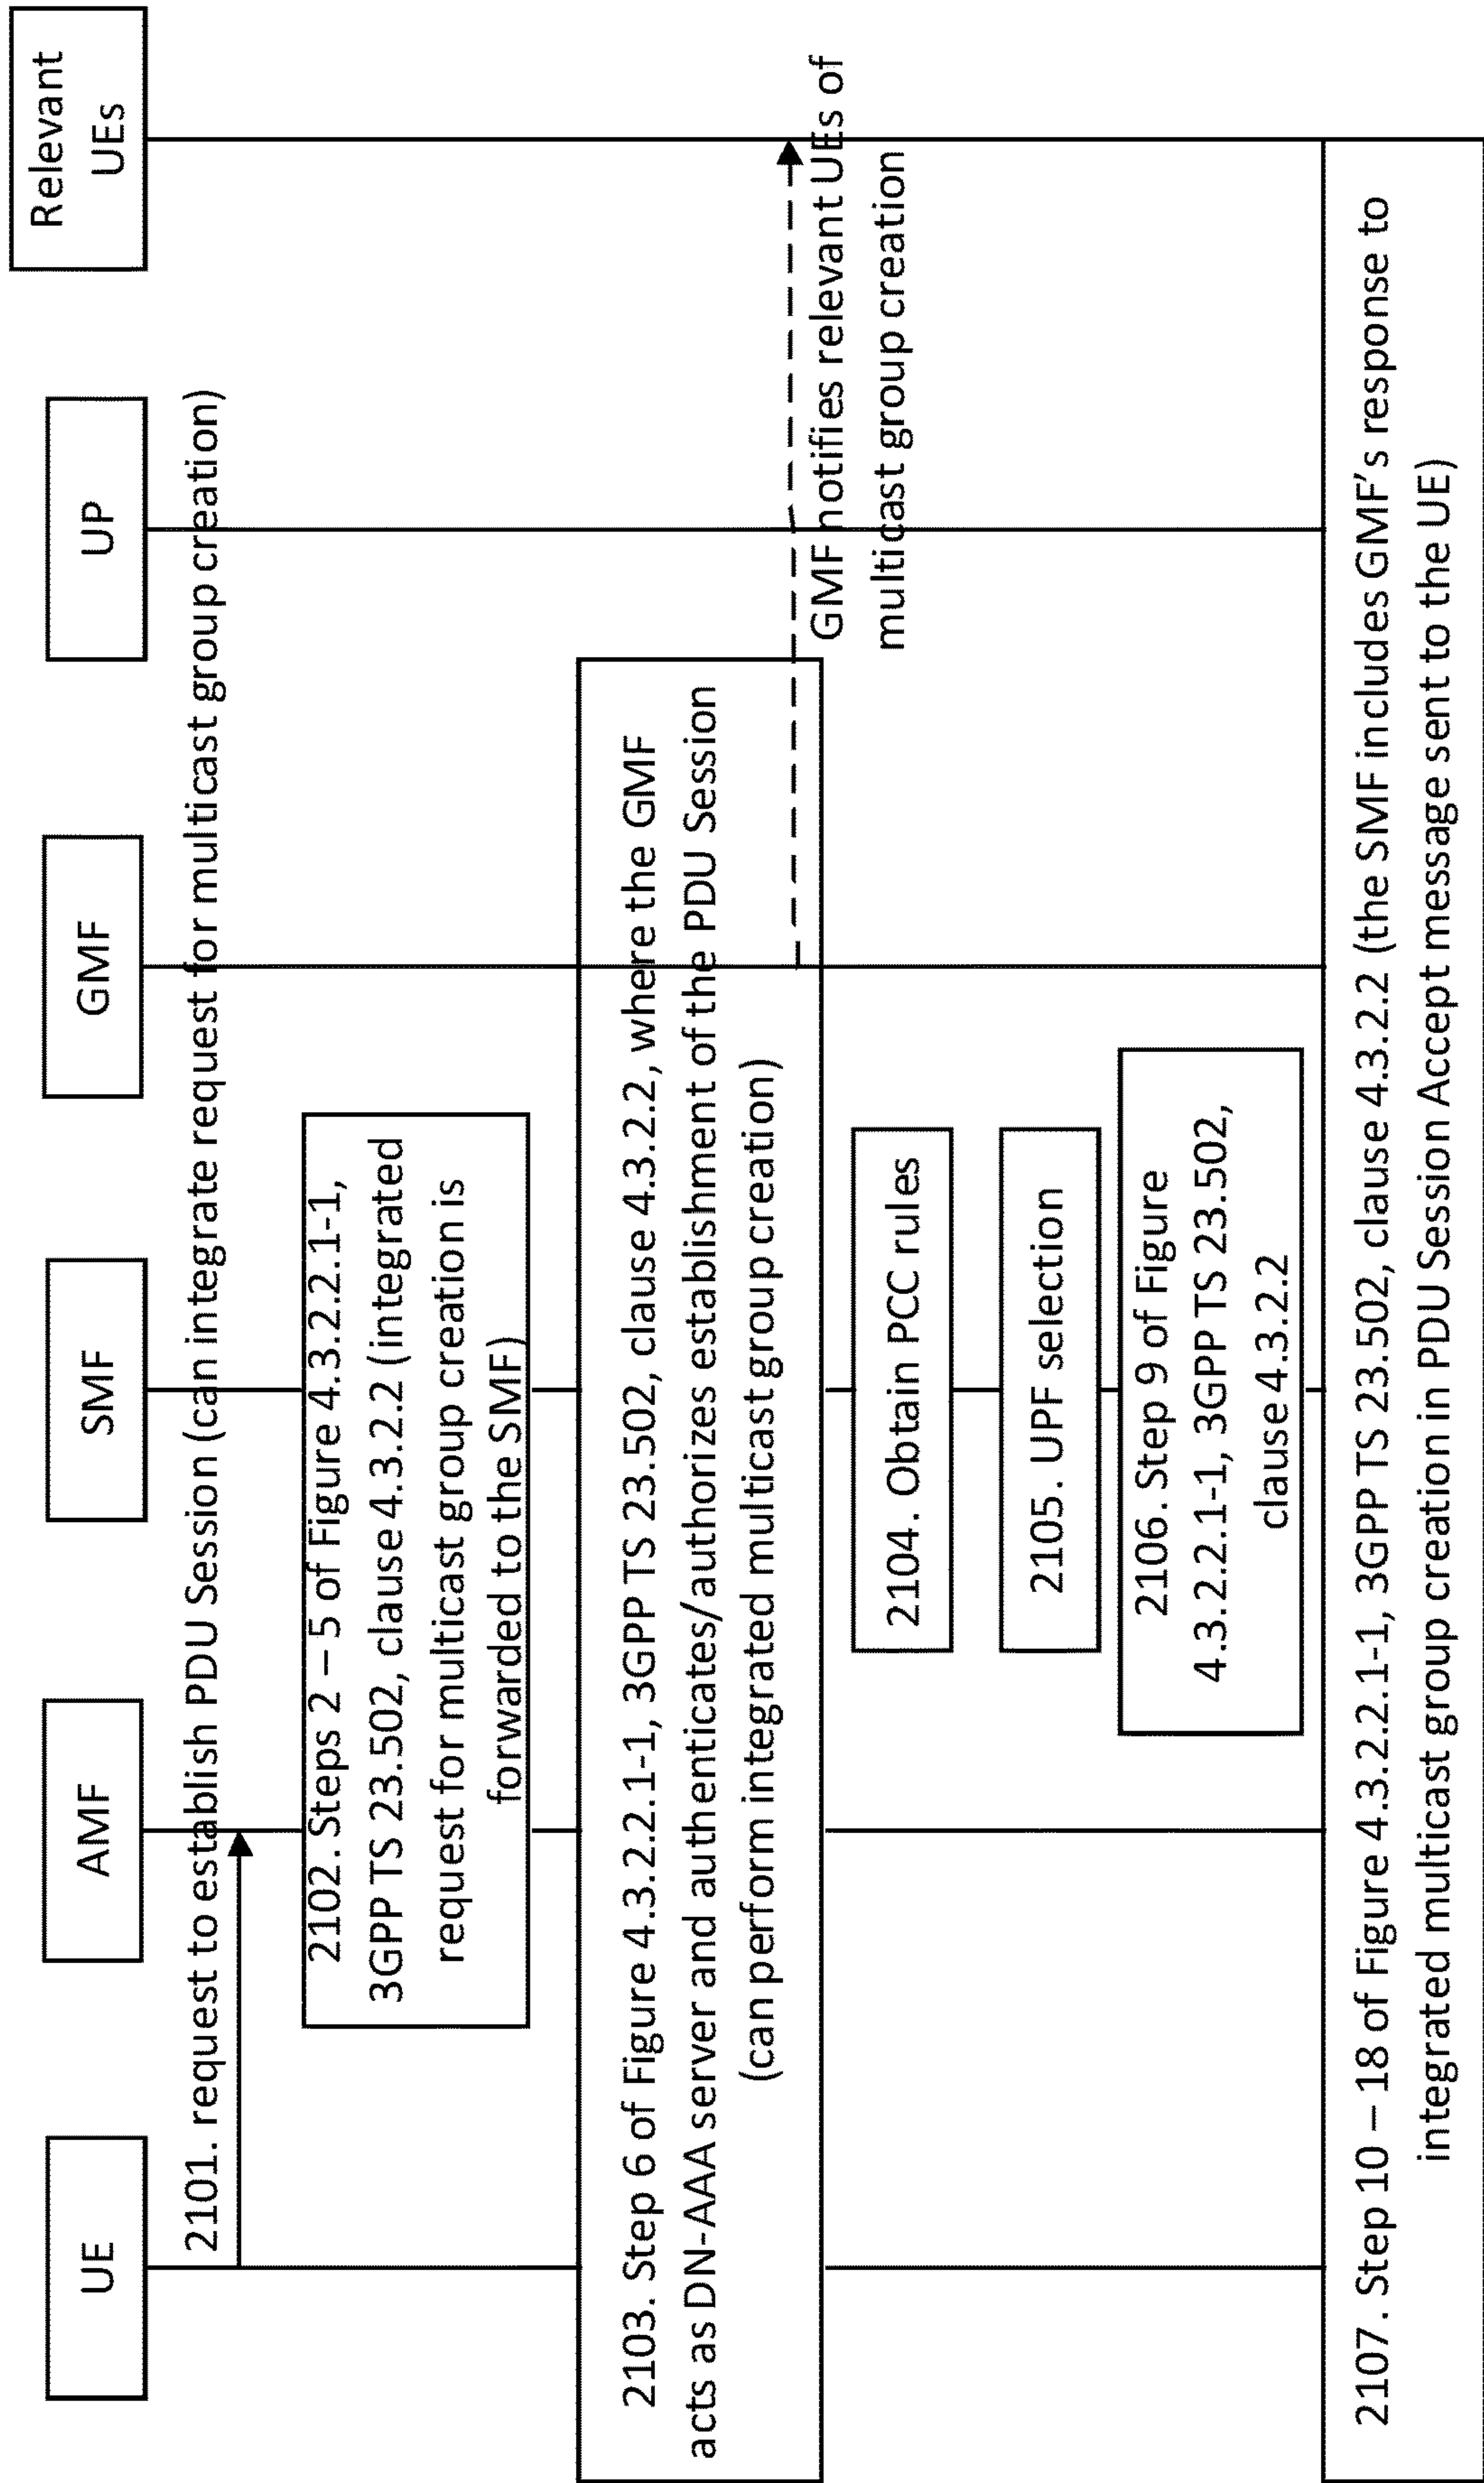 UE
AMF
SMF
GMF
UP
Relevant
UEs
2101. request to establish PDU Session (can integrate request for multicast group creation)
2102. Steps 2 – 5 of Figure 4.3.2.2.1-1,
3GPP TS 23.502, clause 4.3.2.2 (integrated
request for multicast group creation is
forwarded to the SMF)
2103. Step 6 of Figure 4.3.2.2.1-1, 3GPP TS 23.502, clause 4.3.2.2, where the GMF
acts as DN-AAA server and authenticates/authorizes establishment of the PDU Session
(can perform integrated multicast group creation)
GMF notifies relevant UEs of
multicast group creation
2104. Obtain PCC rules
2105. UPF selection
2106. Step 9 of Figure
4.3.2.2.1-1, 3GPP TS 23.502,
clause 4.3.2.2
2107. Step 10 – 18 of Figure 4.3.2.2.1-1, 3GPP TS 23.502, clause 4.3.2.2 (the SMF includes GMF's response to
integrated multicast group creation in PDU Session Accept message sent to the UE)